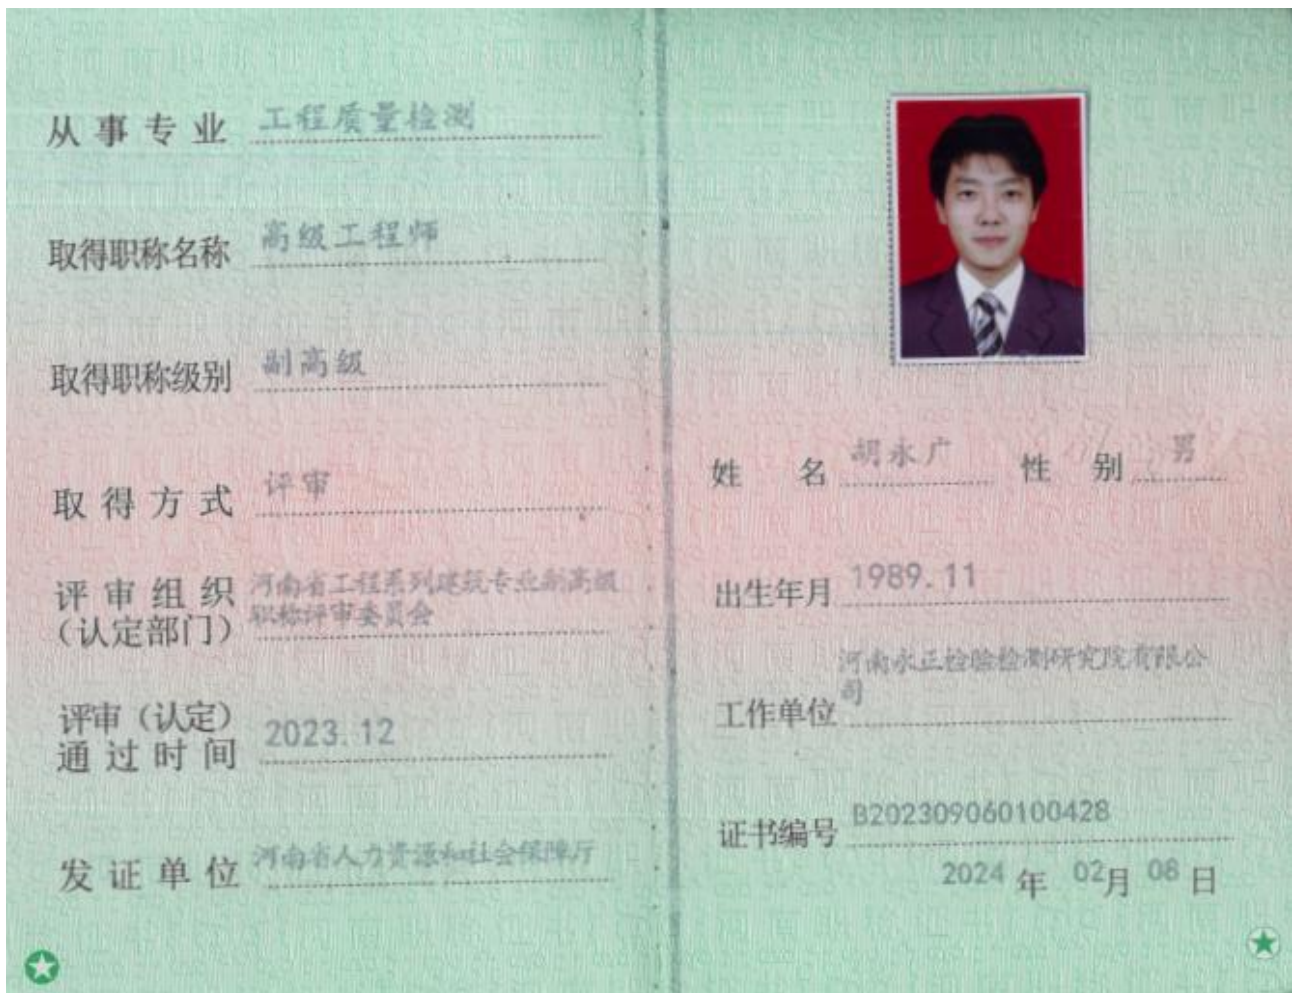 从事专业 工程质量检测
取得职称名称 高级工程师
取得职称级别 副高级
取得方式 评审
评审组织 河南省工程系列建筑专业副高级
（认定部门） 职称评审委员会
评审（认定）
通过时间 2023.12
发证单位 河南省人力资源和社会保障厅
姓名 胡永广 性别 男
出生年月 1989.11
河南永正检验检测研究院有限公
工作单位 司
证书编号 B202309060100428
2024 年 02月 08 日